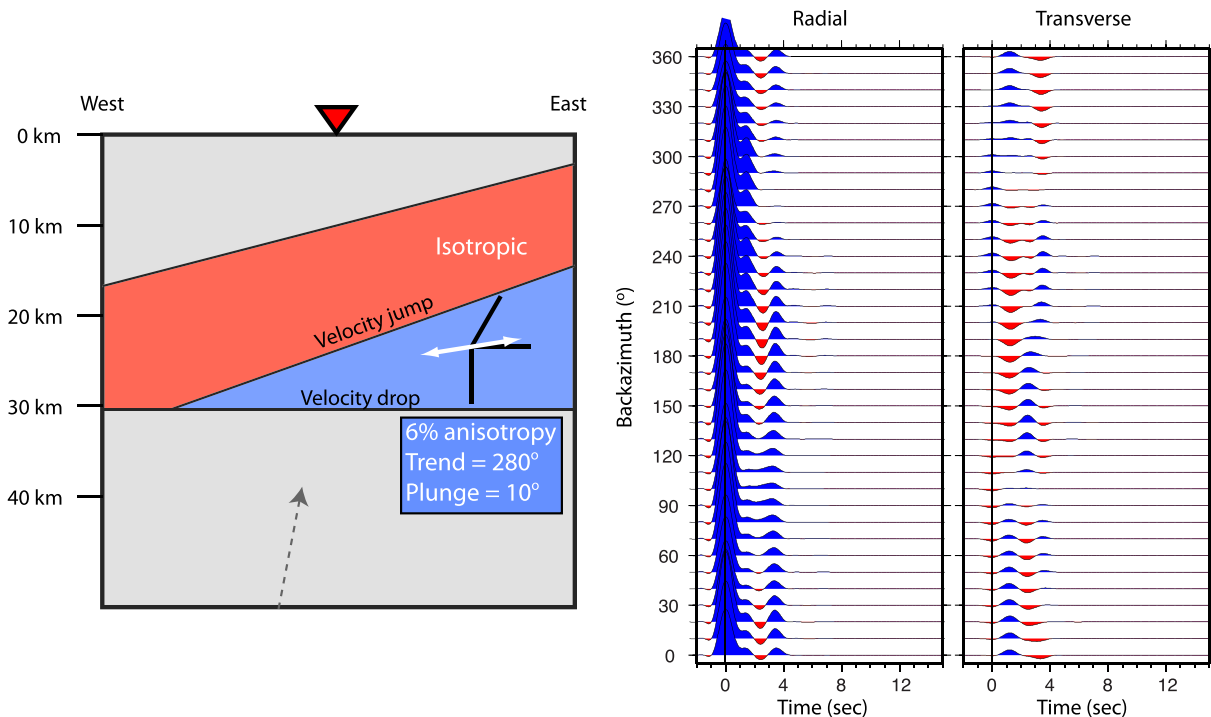 West
East
0 km
10 km
20 km
30 km
40 km
Isotropic
Velocity jump
Velocity drop
6% anisotropy
Trend = 280°
Plunge = 10°
Radial
Transverse
Backazimuth (°)
360
330
300
270
240
210
180
150
120
90
60
30
0
0 4 8 12
0 4 8 12
Time (sec)
Time (sec)